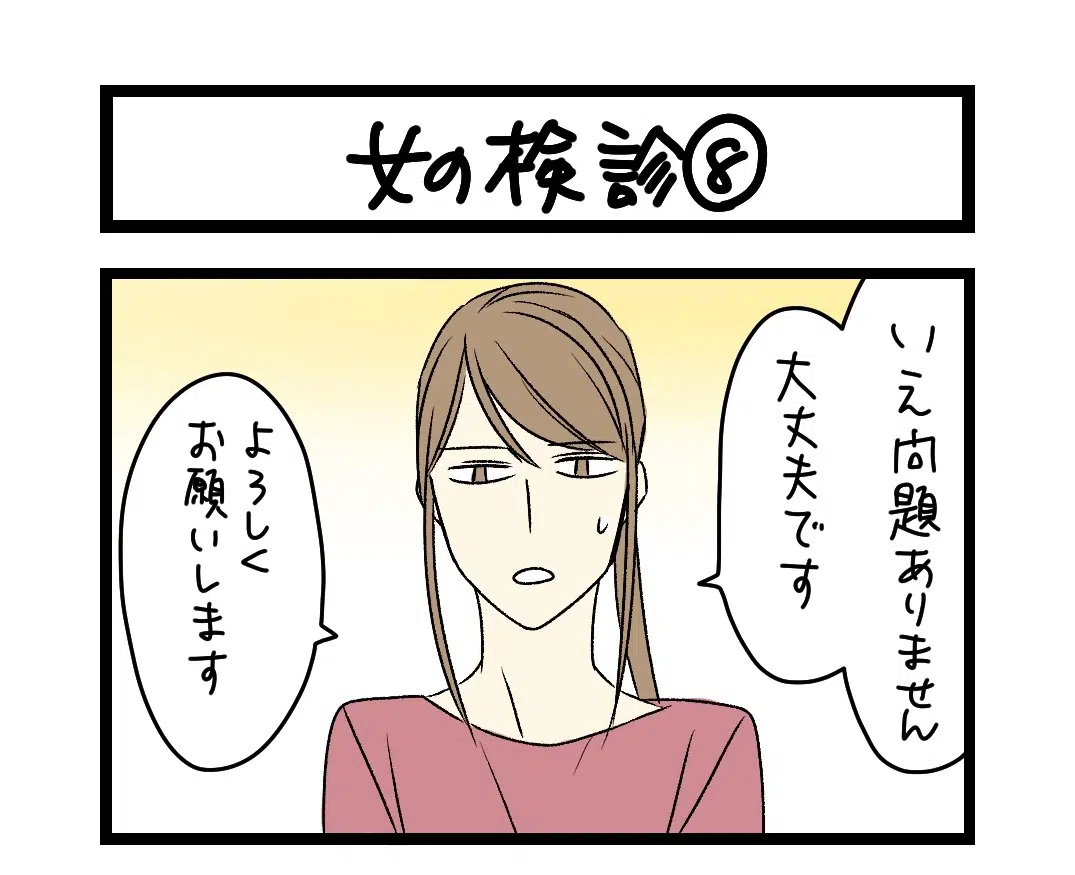 女の検診⑧
いえ問題ありません
大丈夫です
よろしく
お願いします